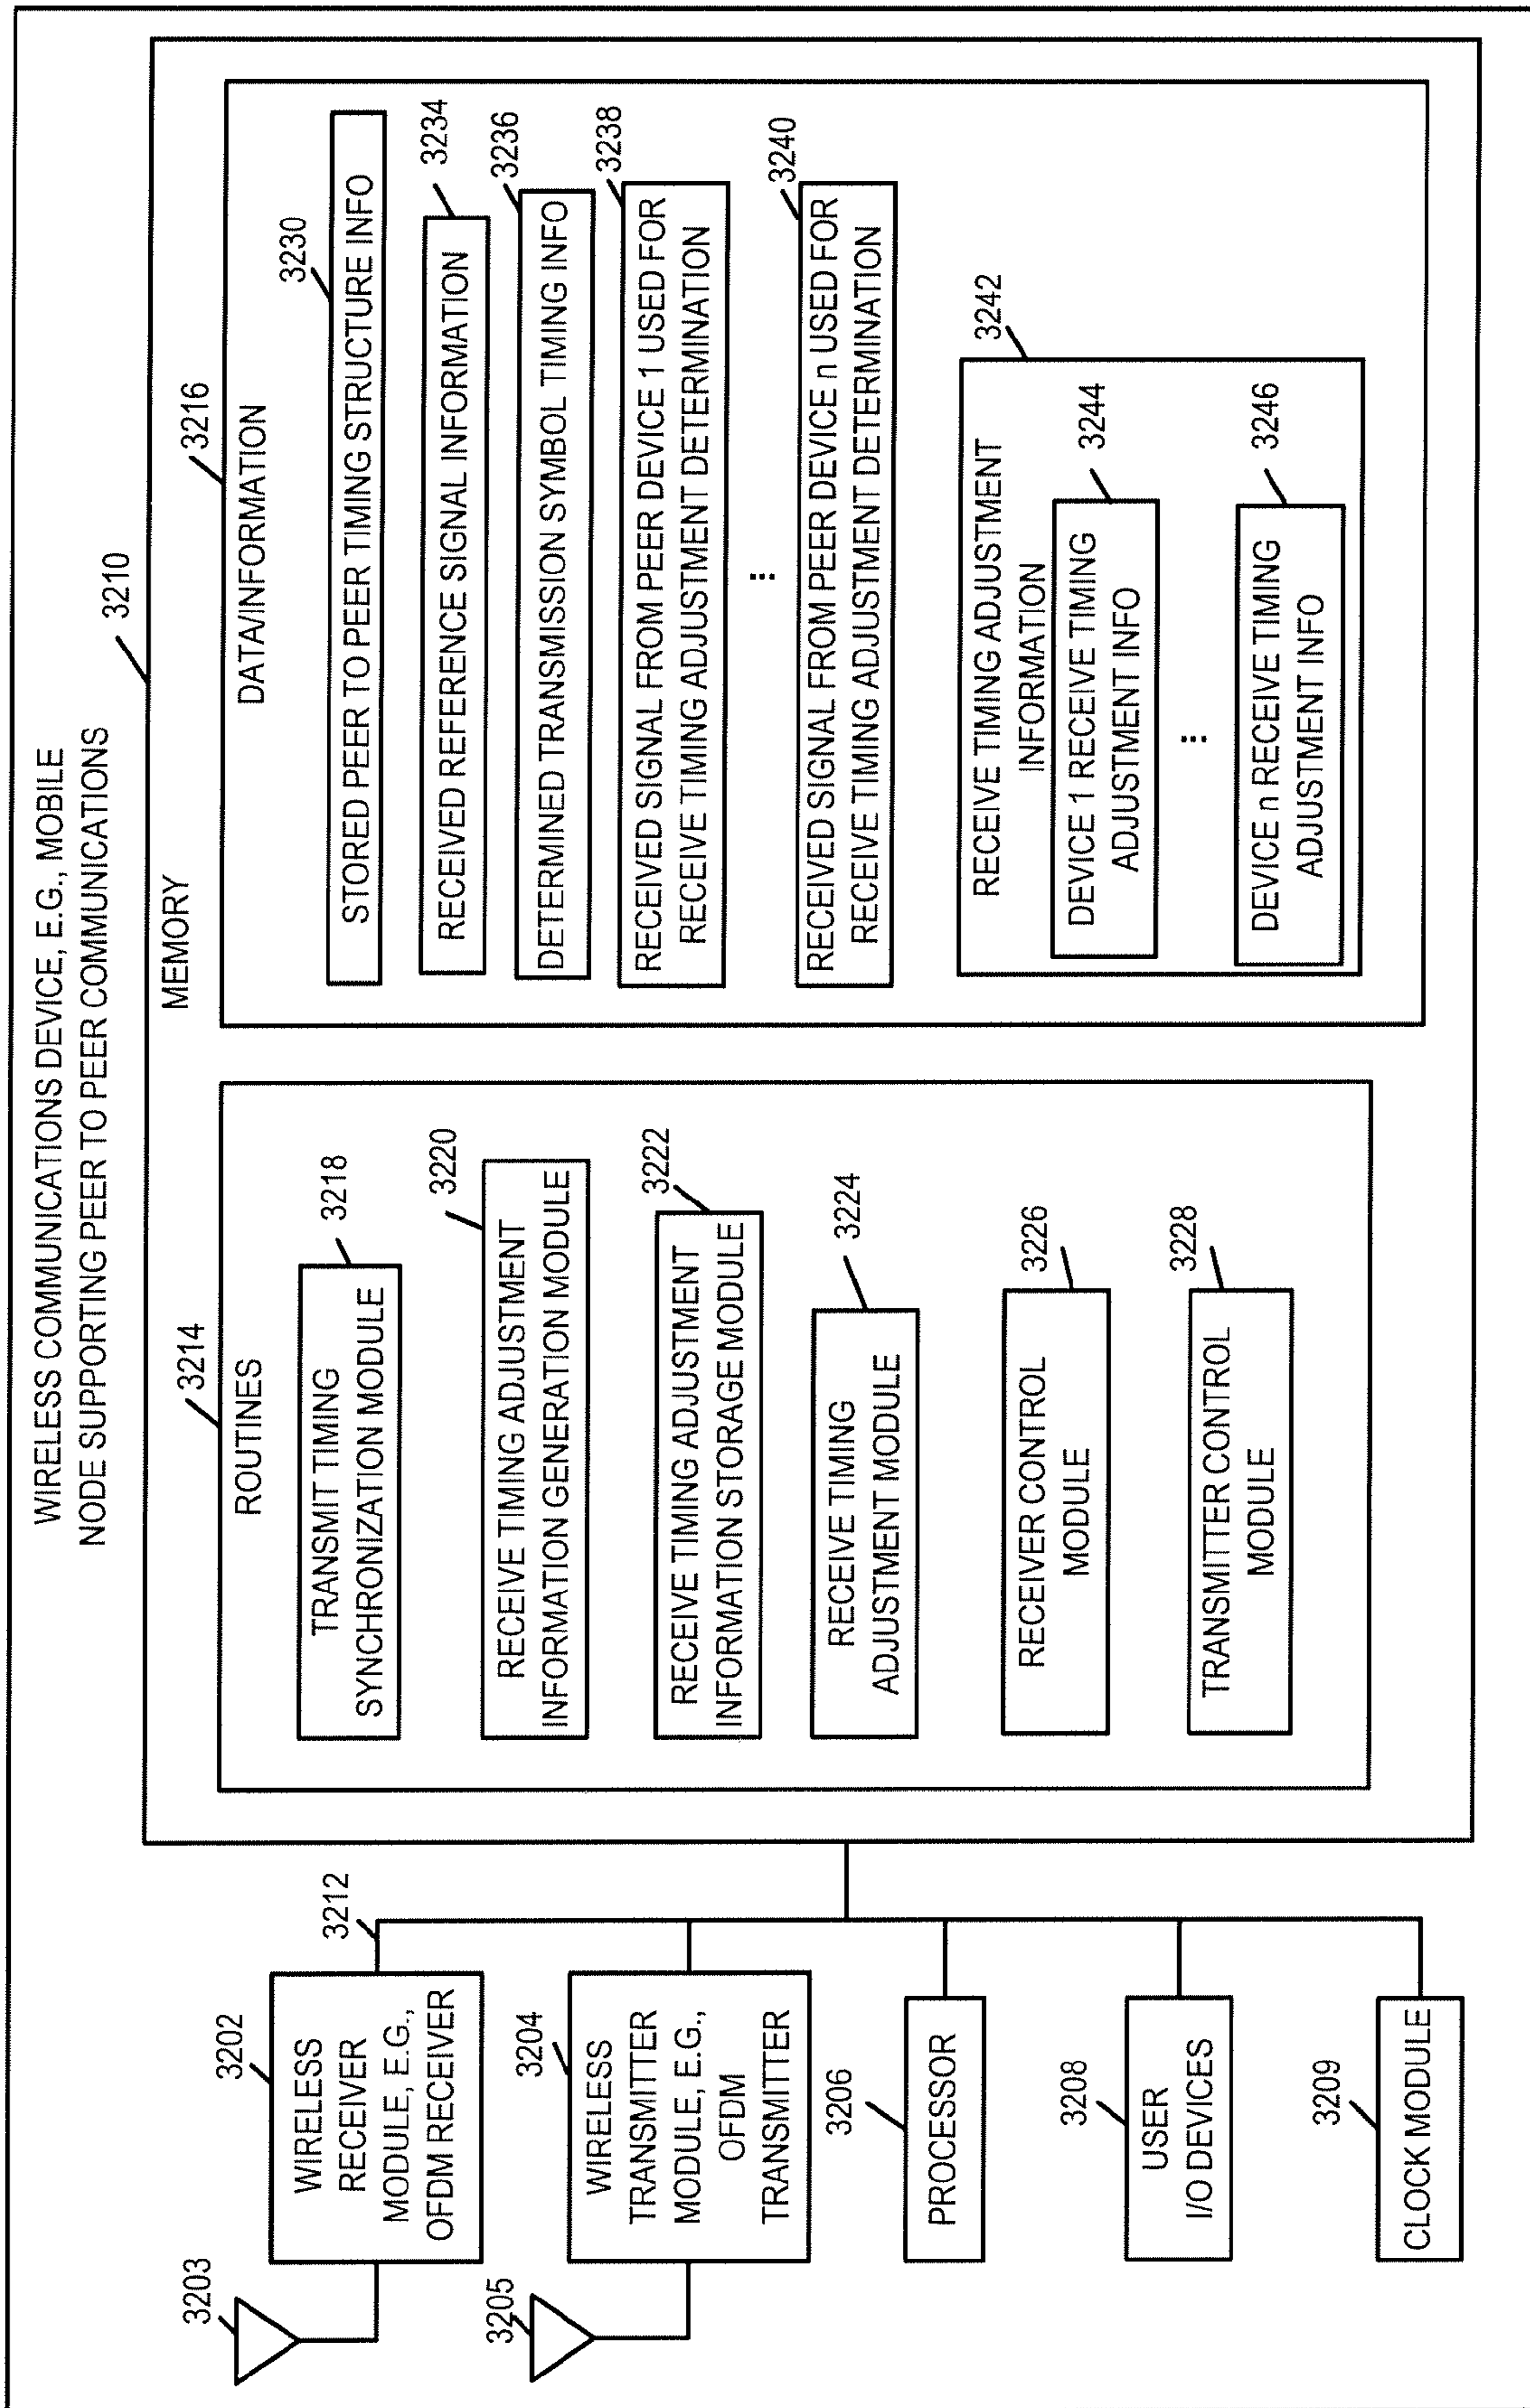 WIRELESS COMMUNICATIONS DEVICE, E.G., MOBILE
NODE SUPPORTING PEER TO PEER COMMUNICATIONS
3203
3202
WIRELESS
RECEIVER
MODULE, E.G.,
OFDM RECEIVER
3212
3205
3204
WIRELESS
TRANSMITTER
MODULE, E.G.,
OFDM
TRANSMITTER
3206
PROCESSOR
3208
USER
I/O DEVICES
3209
CLOCK MODULE
3210
MEMORY
3214
ROUTINES
3218
TRANSMIT TIMING
SYNCHRONIZATION MODULE
3220
RECEIVE TIMING ADJUSTMENT
INFORMATION GENERATION MODULE
3222
RECEIVE TIMING ADJUSTMENT
INFORMATION STORAGE MODULE
3224
RECEIVE TIMING
ADJUSTMENT MODULE
3226
RECEIVER CONTROL
MODULE
3228
TRANSMITTER CONTROL
MODULE
3216
DATA/INFORMATION
3230
STORED PEER TO PEER TIMING STRUCTURE INFO
3234
RECEIVED REFERENCE SIGNAL INFORMATION
3236
DETERMINED TRANSMISSION SYMBOL TIMING INFO
3238
RECEIVED SIGNAL FROM PEER DEVICE 1 USED FOR
RECEIVE TIMING ADJUSTMENT DETERMINATION
...
3240
RECEIVED SIGNAL FROM PEER DEVICE n USED FOR
RECEIVE TIMING ADJUSTMENT DETERMINATION
3242
RECEIVE TIMING ADJUSTMENT
INFORMATION
3244
DEVICE 1 RECEIVE TIMING
ADJUSTMENT INFO
...
3246
DEVICE n RECEIVE TIMING
ADJUSTMENT INFO